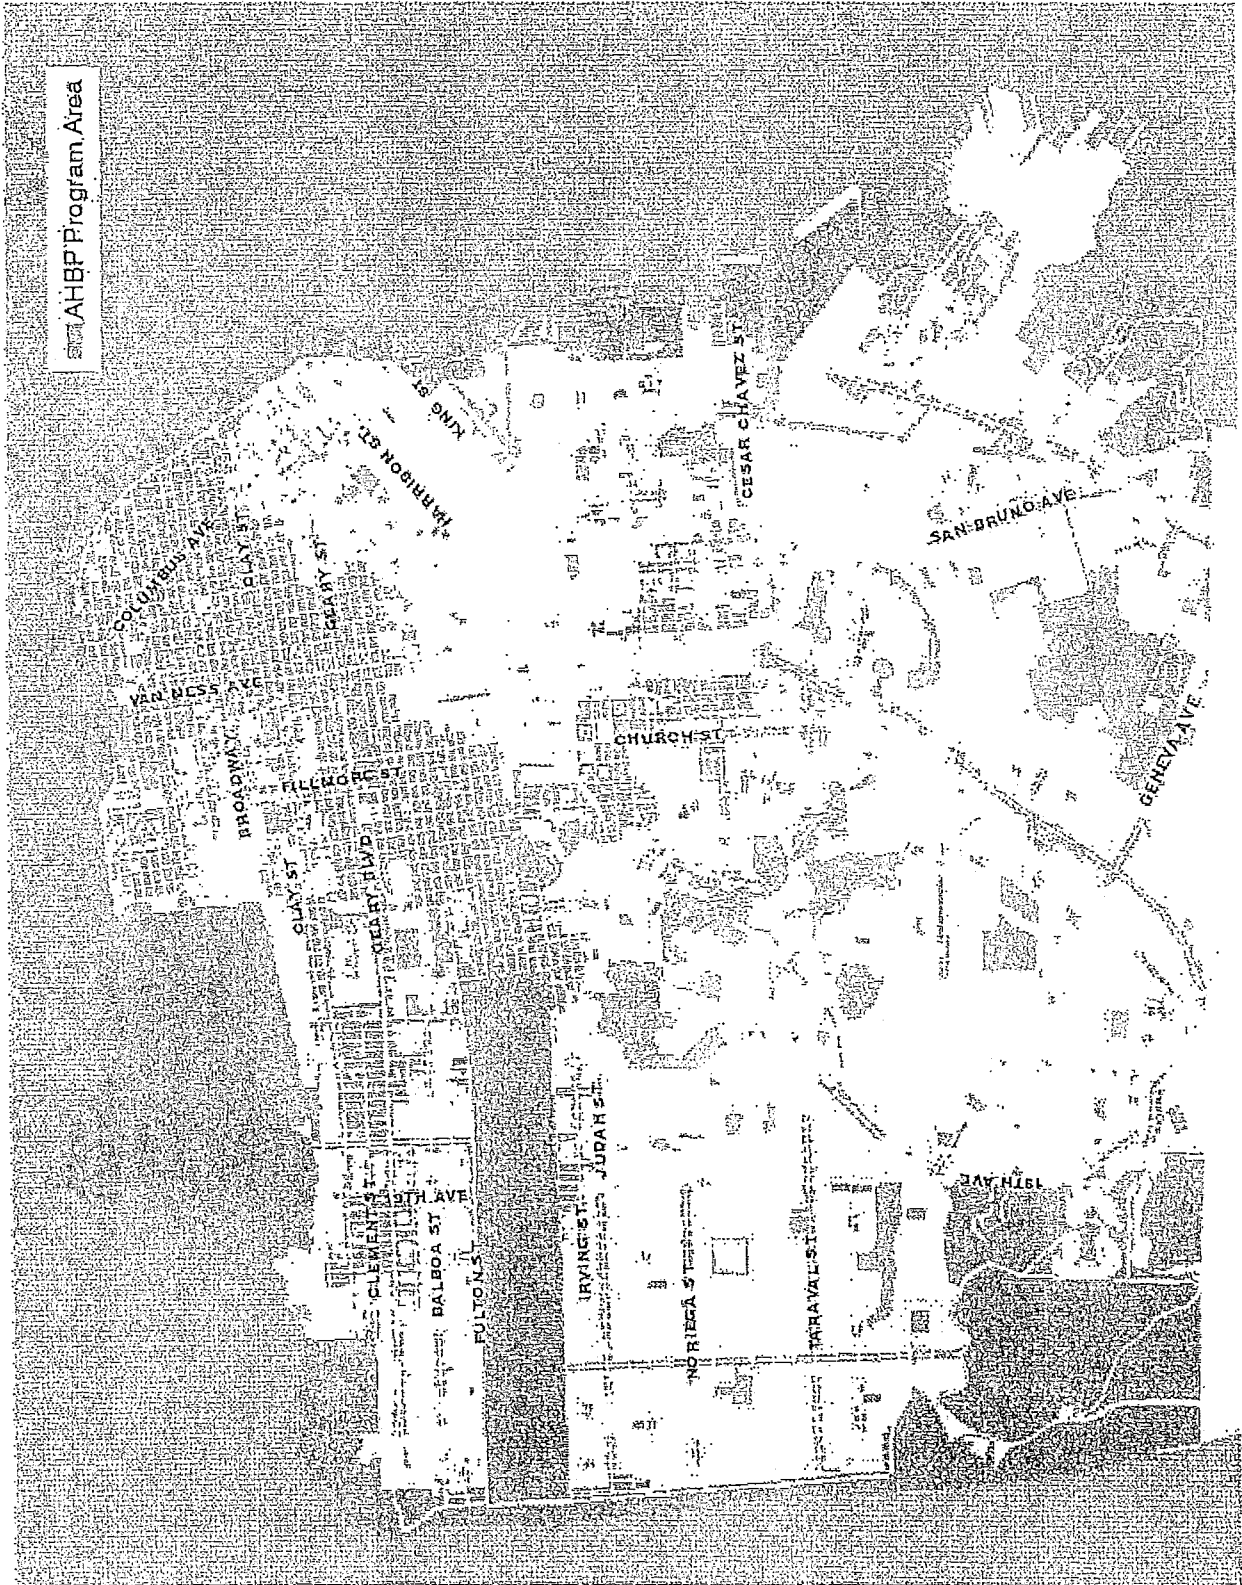 AHBP Program Area
COLUMBUS AVE
CLAY ST
GEARY ST
HARRISON ST
KING ST
VAN NESS AVE
BROADWAY
FILLMORE ST
CLAY ST
GEARY BLVD
CHURCH ST
CESAR CHAVEZ ST
SAN BRUNO AVE
GENEVA AVE
CLEMENT ST
19TH AVE
BALBOA ST
FULTON ST
IRVING ST
JUDAH ST
NORIEGA ST
TARAVAL ST
19TH AVE